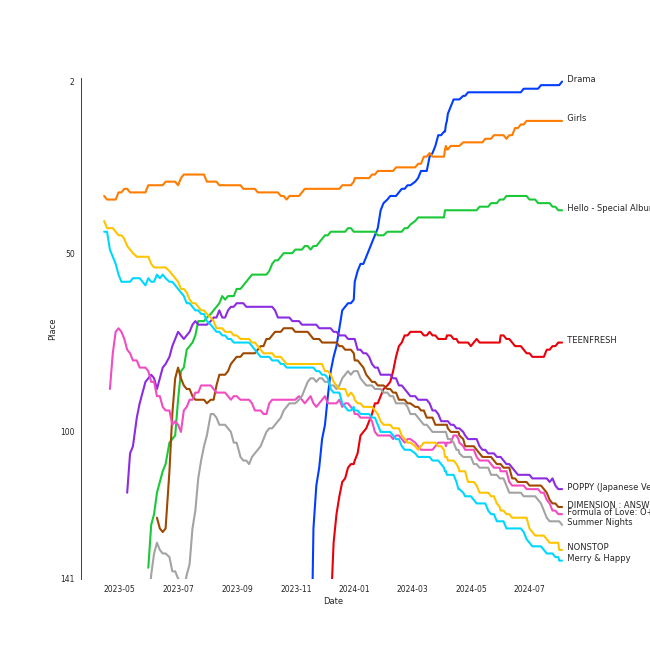 2
50
100
141
Place
2023-05
2023-07
2023-09
2023-11
2024-01
2024-03
2024-05
2024-07
Date
Drama
Girls
Hello - Special Albu
TEENFRESH
POPPY (Japanese Ve
DIMENSION : ANSW
Formula of Love: O+
Summer Nights
NONSTOP
Merry & Happy